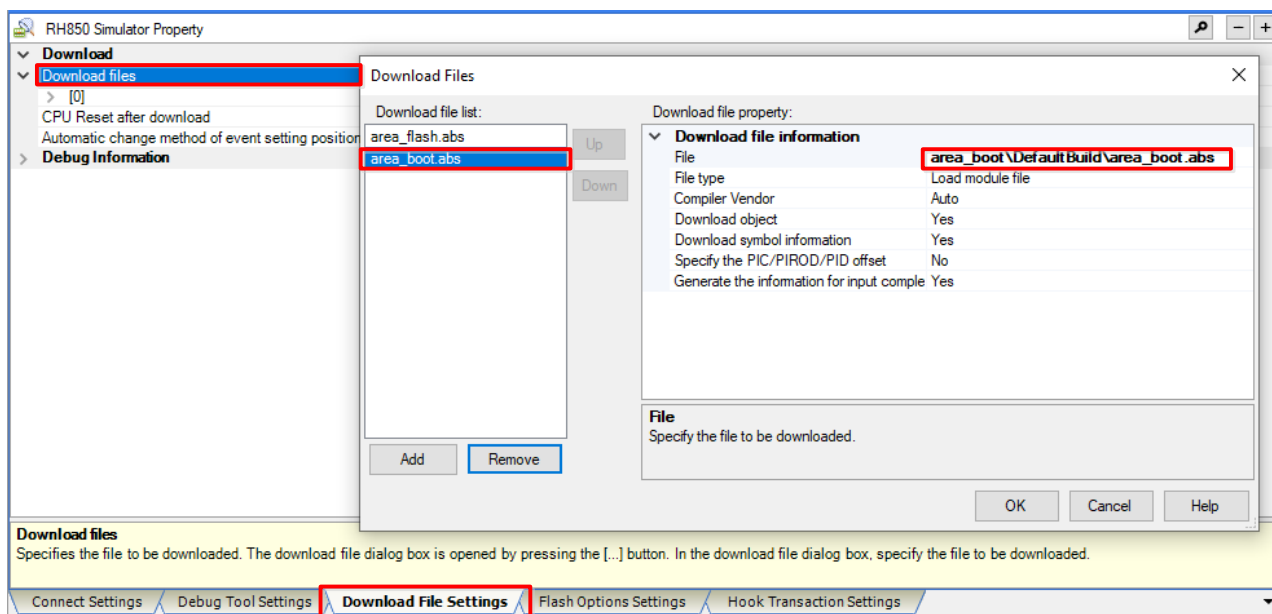 RH850 Simulator Property
Download
Download files
[0]
CPU Reset after download
Automatic change method of event setting position
Debug Information
Download Files
Download file list:
area_flash.abs
area_boot.abs
Up
Down
Add
Remove
Download file property:
Download file information
File area_boot\DefaultBuild\area_boot.abs
File type Load module file
Compiler Vendor Auto
Download object Yes
Download symbol information Yes
Specify the PIC/PIROD/PID offset No
Generate the information for input comple Yes
File
Specify the file to be downloaded.
OK Cancel Help
Download files
Specifies the file to be downloaded. The download file dialog box is opened by pressing the [...] button. In the download file dialog box, specify the file to be downloaded.
Connect Settings Debug Tool Settings Download File Settings Flash Options Settings Hook Transaction Settings